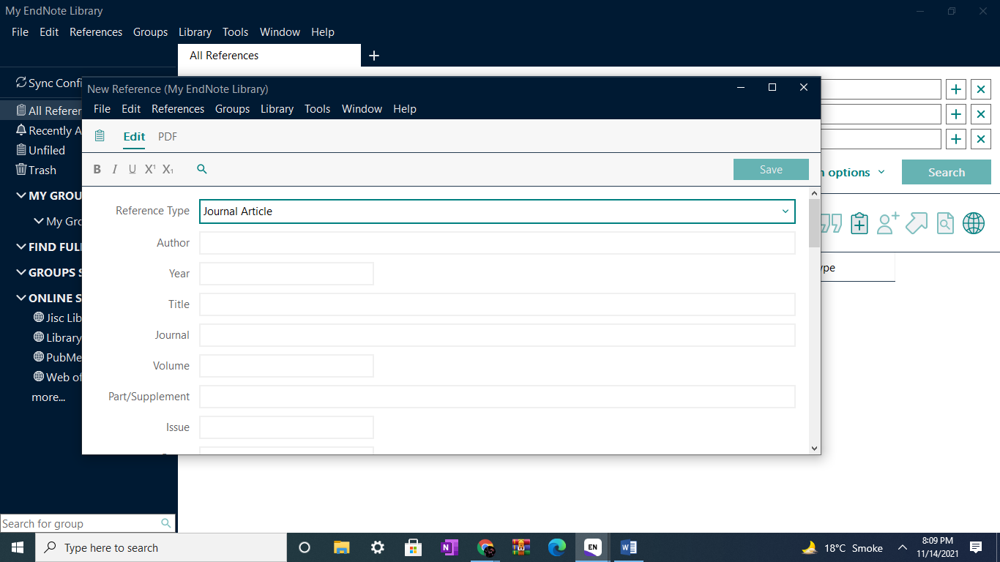 My EndNote Library
File Edit References Groups Library Tools Window Help
All References
Sync Confi
All Referer
Recently A
Unfiled
Trash
MY GROU
My Gro
FIND FUL
GROUPS S
ONLINE S
Jisc Lib
Library
PubMe
Web of
more...
Search for group
New Reference (My EndNote Library)
File Edit References Groups Library Tools Window Help
Edit PDF
B I U X¹ X₁
Save
Reference Type Journal Article
Author
Year
Title
Journal
Volume
Part/Supplement
Issue
options
Search
ype
Type here to search
N
EN
W
18°C Smoke
8:09 PM
11/14/2021